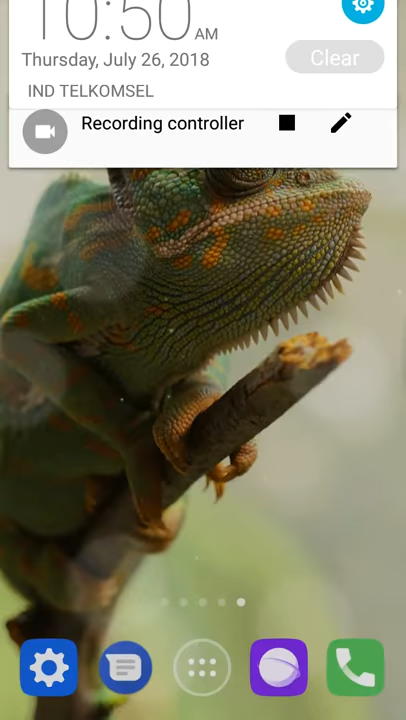 10:50 AM
Thursday, July 26, 2018
Clear
IND TELKOMSEL
Recording controller